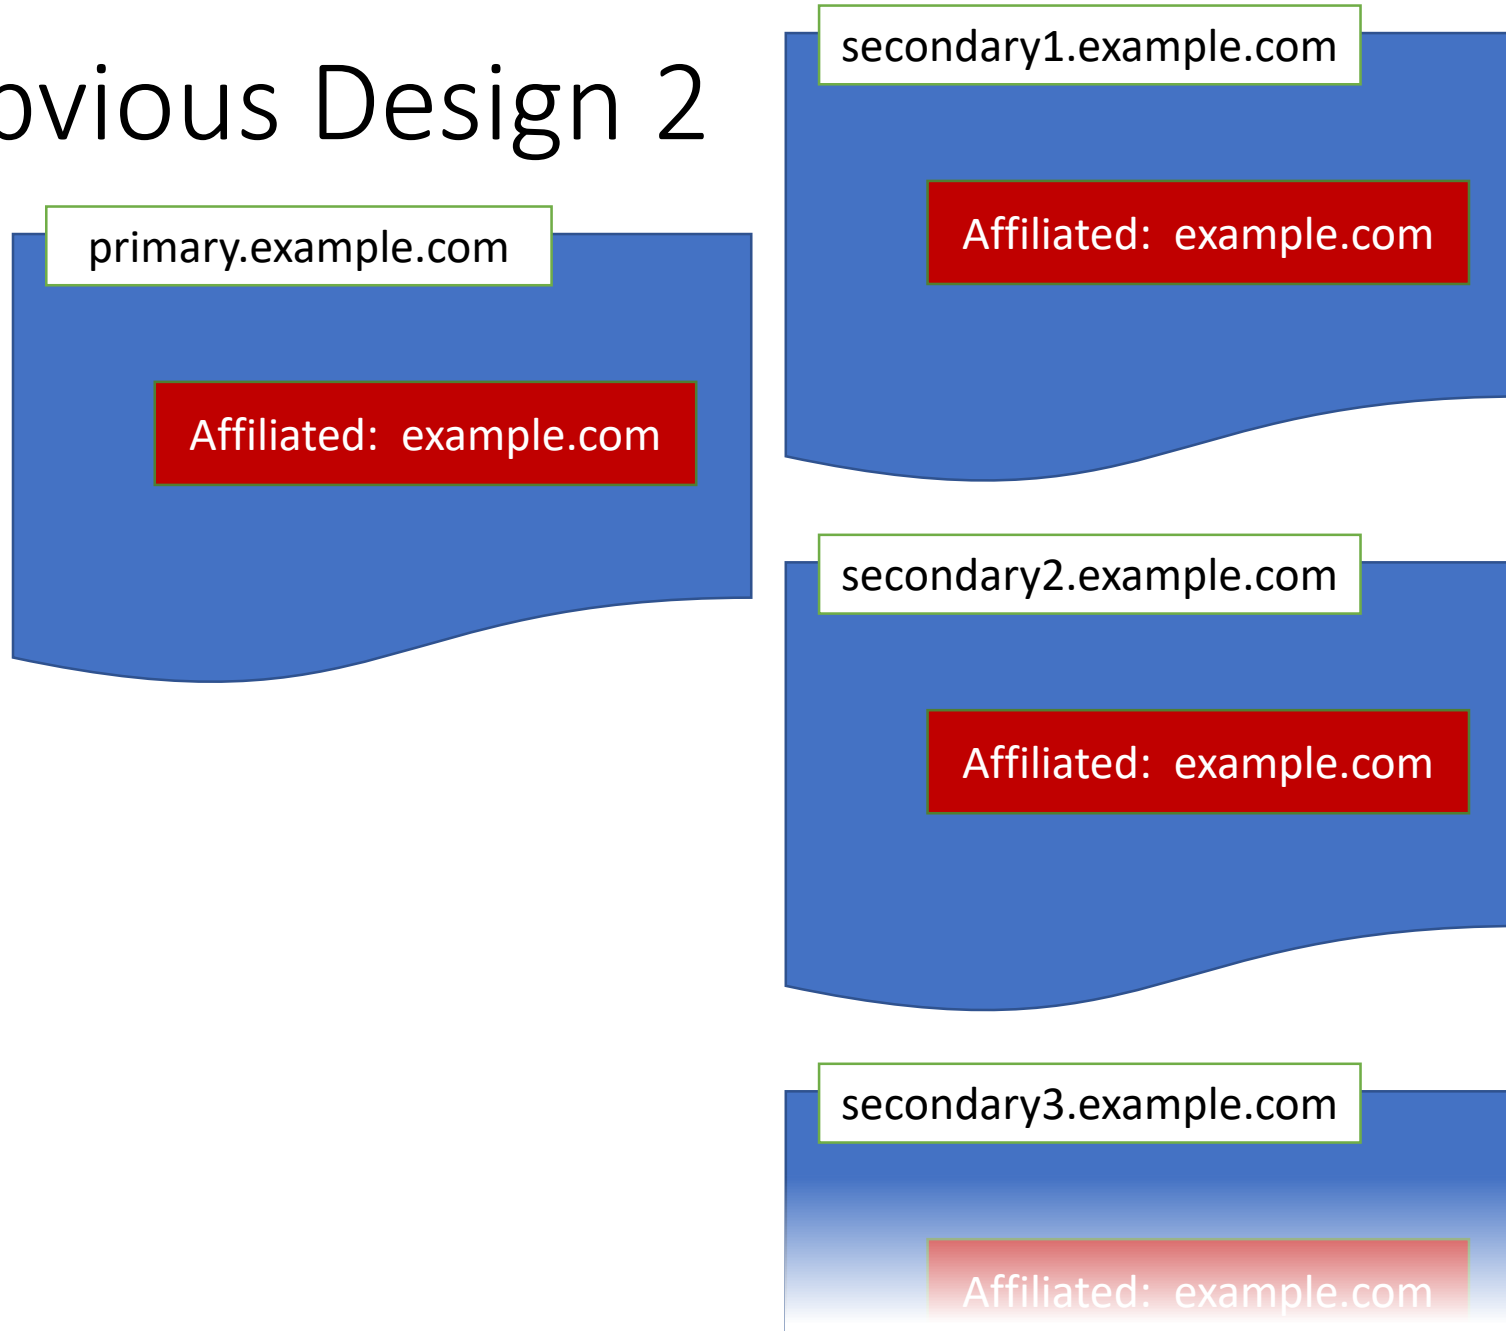 bvious Design 2
primary.example.com
Affiliated: example.com
secondary1.example.com
Affiliated: example.com
secondary2.example.com
Affiliated: example.com
secondary3.example.com
Affiliated: example.com